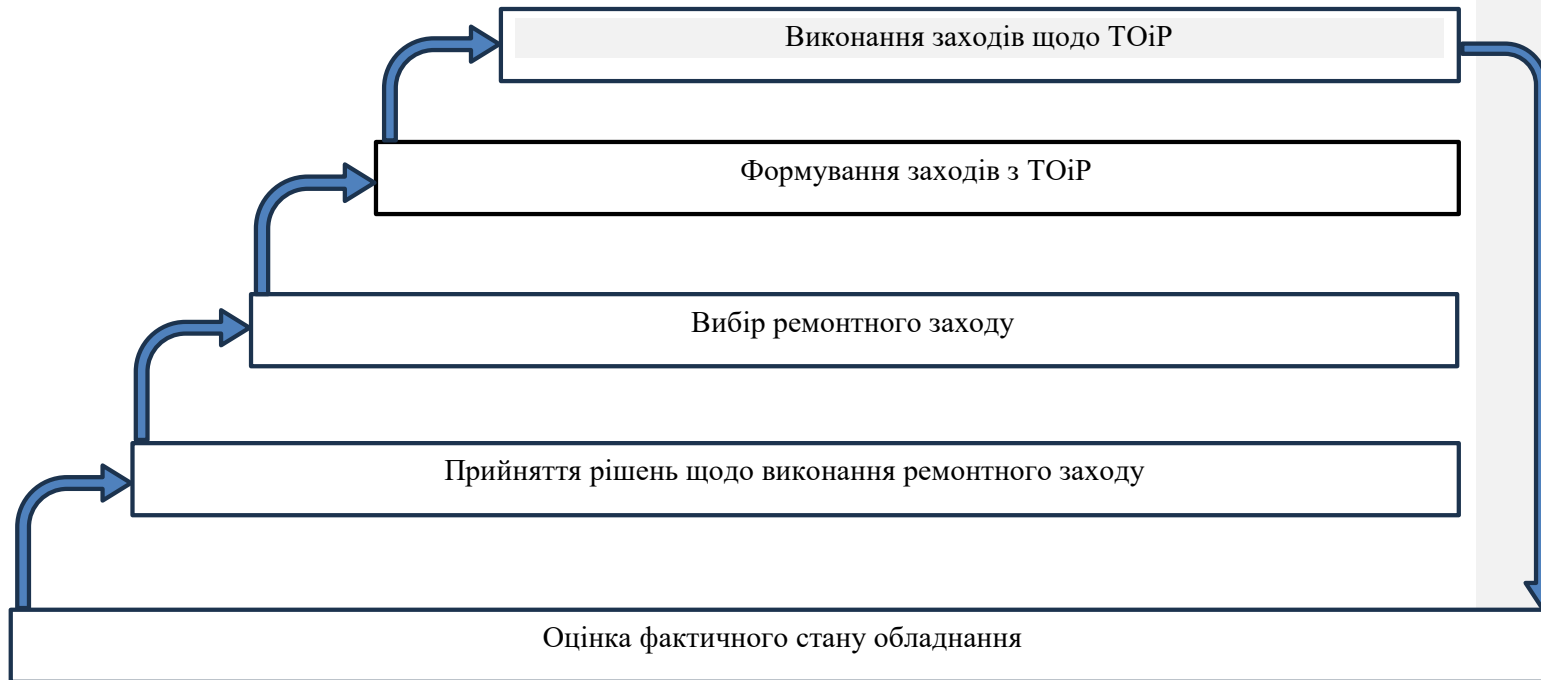 Виконання заходів щодо ТОіР
Формування заходів з ТОіР
Вибір ремонтного заходу
Прийняття рішень щодо виконання ремонтного заходу
Оцінка фактичного стану обладнання